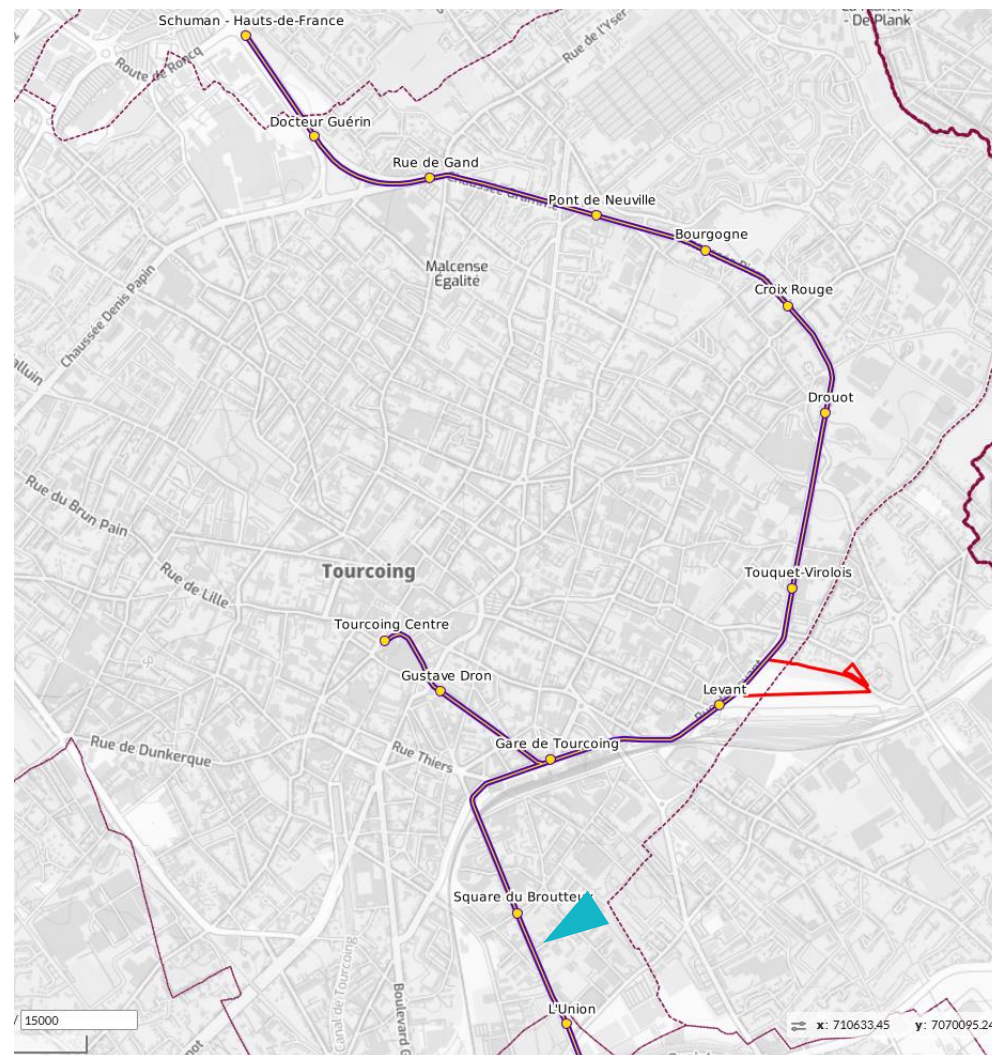 Schuman - Hauts-de-France
- De Plank
Rue de l'Yser
Route de Roncq
Docteur Guérin
Rue de Gand
Pont de Neuville
Bourgogne
Malcense
Égalité
Croix Rouge
Chaussée Denis Papin
Drouot
Rue du Brun Pain
Tourcoing
Touquet-Virolois
Rue de Lille
Tourcoing Centre
Gustave Dron
Levant
Gare de Tourcoing
Rue de Dunkerque
Rue Thiers
Square du Broutteux
Canal de Tourcoing
Boulevard G
L'Union
/ 15000
x: 710633.45 y: 7070095.24